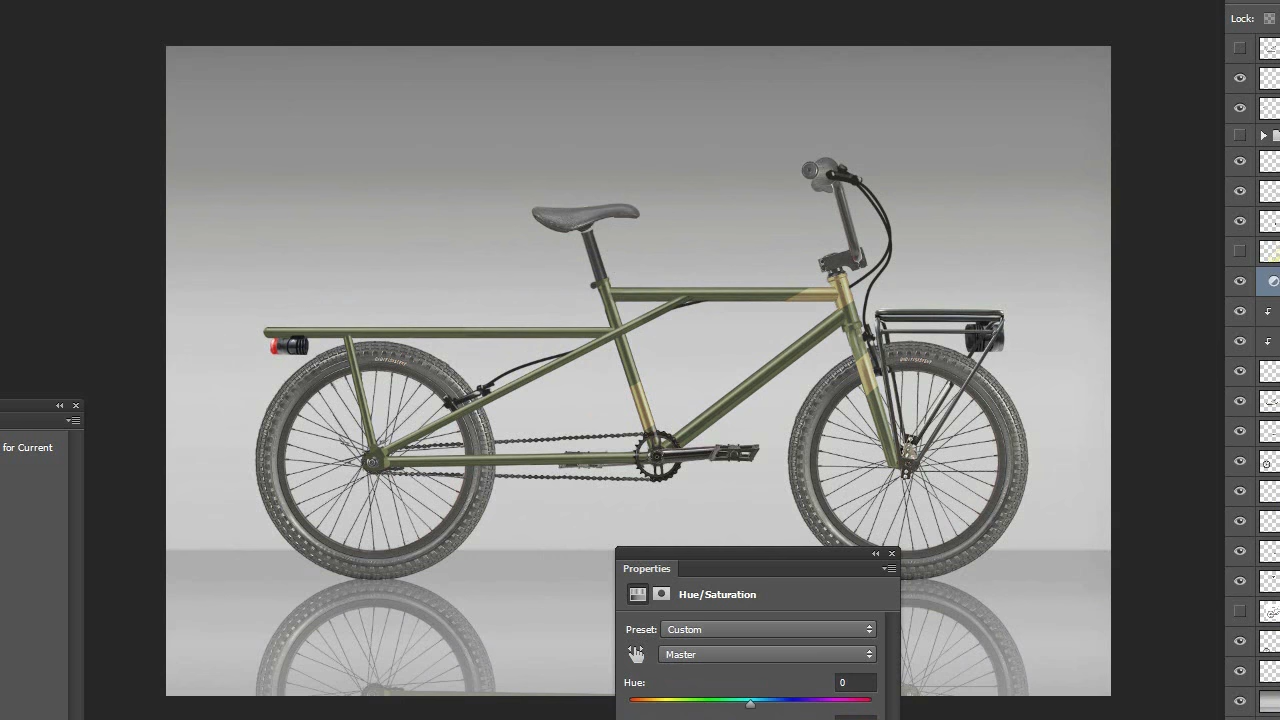 Lock:
for Current
Properties
Hue/Saturation
Preset: Custom
Master
Hue: 0